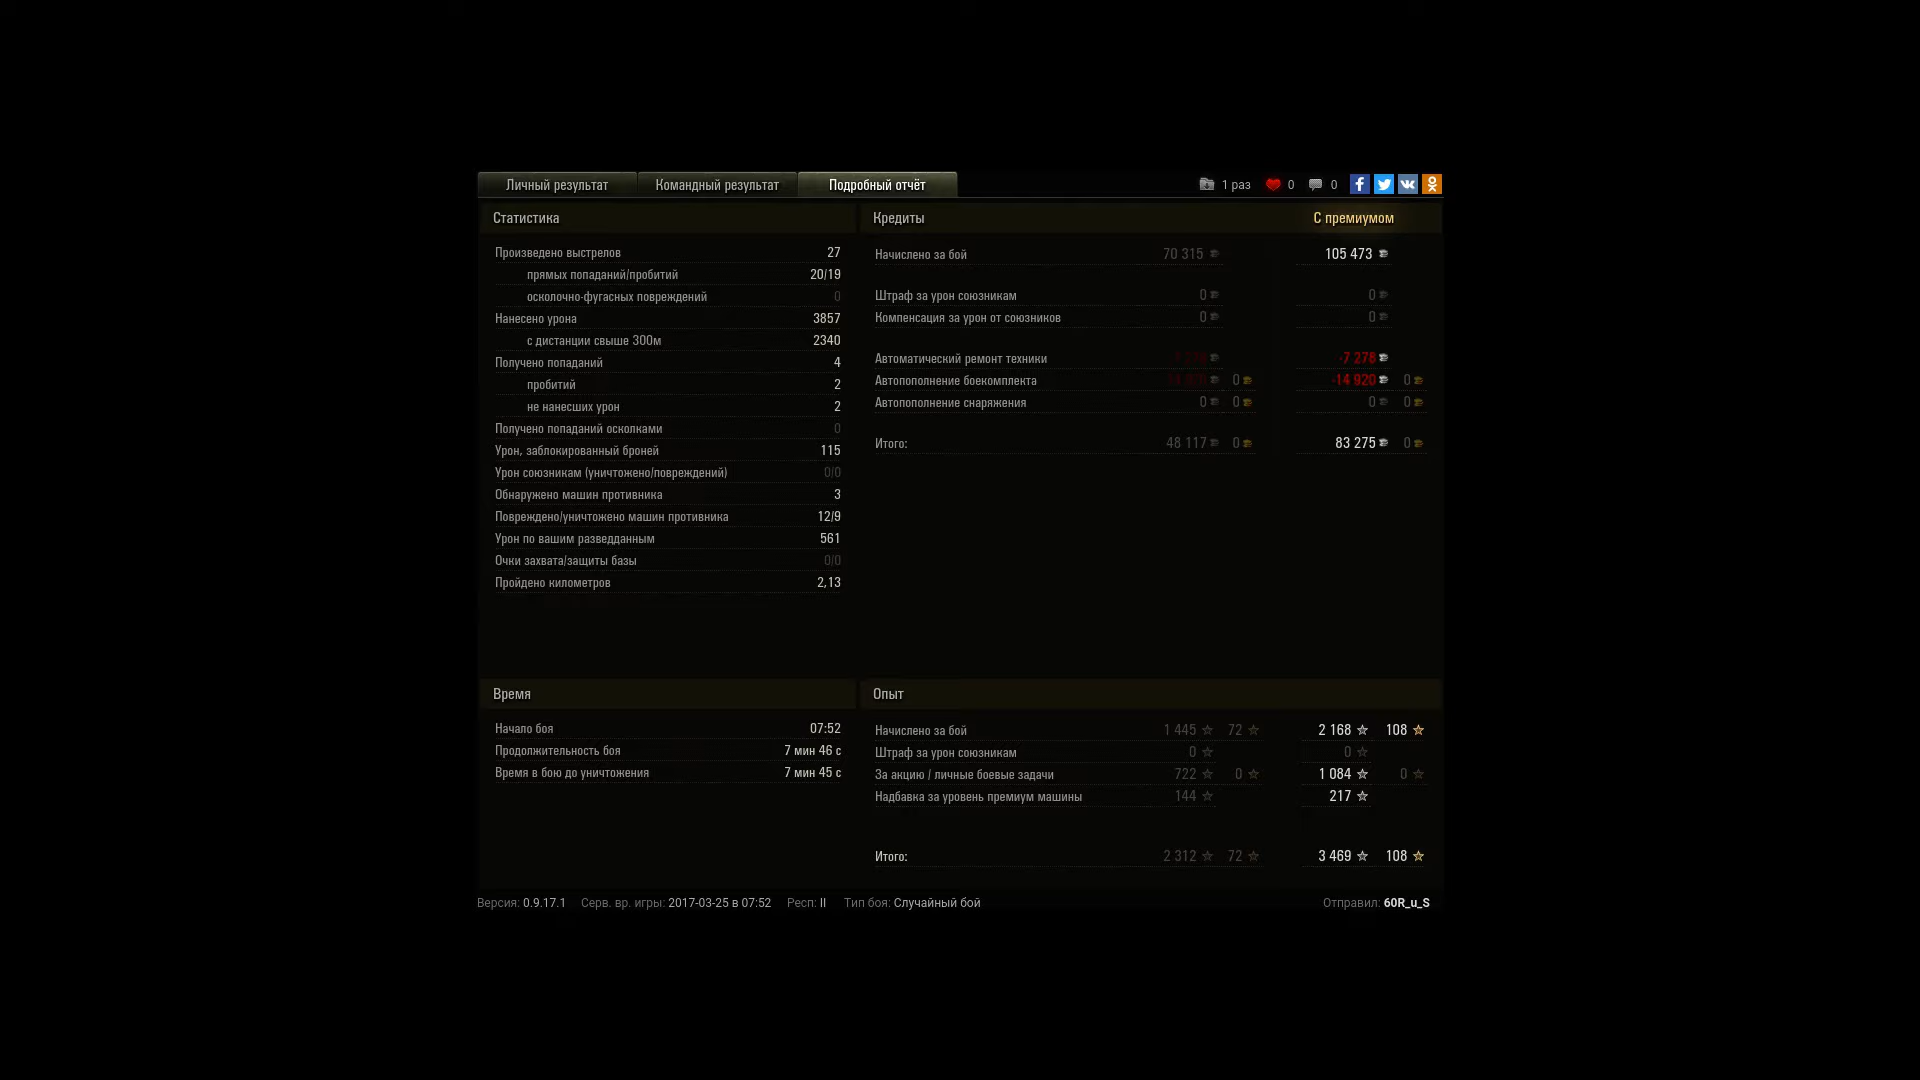 Личный результат Командный результат Подробный отчёт 1 раз 0 0
Статистика
Произведено выстрелов 27
прямых попаданий/пробитий 20/19
осколочно-фугасных повреждений 0
Нанесено урона 3857
с дистанции свыше 300м 2340
Получено попаданий 4
пробитий 2
не нанесших урон 2
Получено попаданий осколками 0
Урон, заблокированный броней 115
Урон союзникам (уничтожено/повреждений) 0/0
Обнаружено машин противника 3
Повреждено/уничтожено машин противника 12/9
Урон по вашим разведданным 561
Очки захвата/защиты базы 0/0
Пройдено километров 2,13
Кредиты С премиумом
Начислено за бой 70 315 105 473
Штраф за урон союзникам 0 0
Компенсация за урон от союзников 0 0
Автоматический ремонт техники -7 278
Автопополнение боекомплекта 0 -14 920 0
Автопополнение снаряжения 0 0 0 0
Итого: 48 117 0 83 275 0
Время
Начало боя 07:52
Продолжительность боя 7 мин 46 с
Время в бою до уничтожения 7 мин 45 с
Опыт
Начислено за бой 1 445 72 2 168 108
Штраф за урон союзникам 0 0
За акцию / личные боевые задачи 722 0 1 084 0
Надбавка за уровень премиум машины 144 217
Итого: 2 312 72 3 469 108
Версия: 0.9.17.1 Серв. вр. игры: 2017-03-25 в 07:52 Респ: II Тип боя: Случайный бой Отправил: 60R_u_S